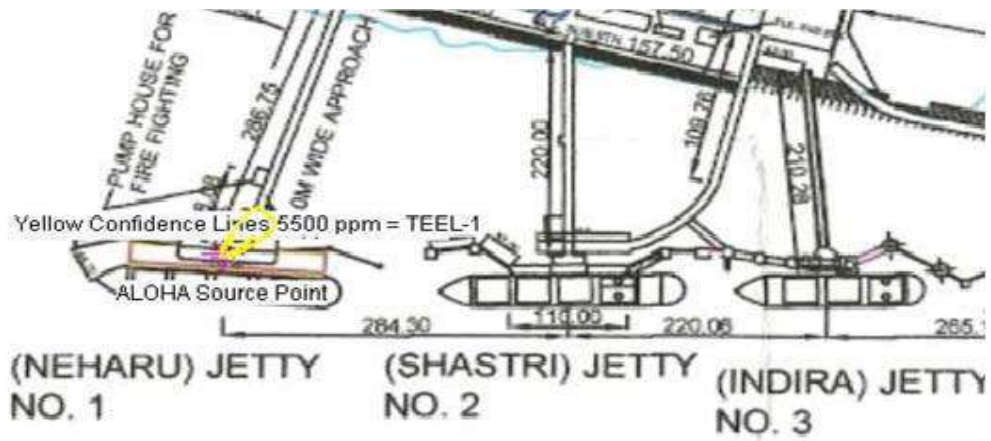 PUMP HOUSE FOR
FIRE FIGHTING
286.75
WIDE APPROACH
157.50
220.00
109.76
210.28
Yellow Confidence Lines 5500 ppm = TEEL-1
ALOHA Source Point
110.00
284.30
220.06
(NEHARU) JETTY
NO. 1
(SHASTRI) JETTY
NO. 2
(INDIRA) JETTY
NO. 3